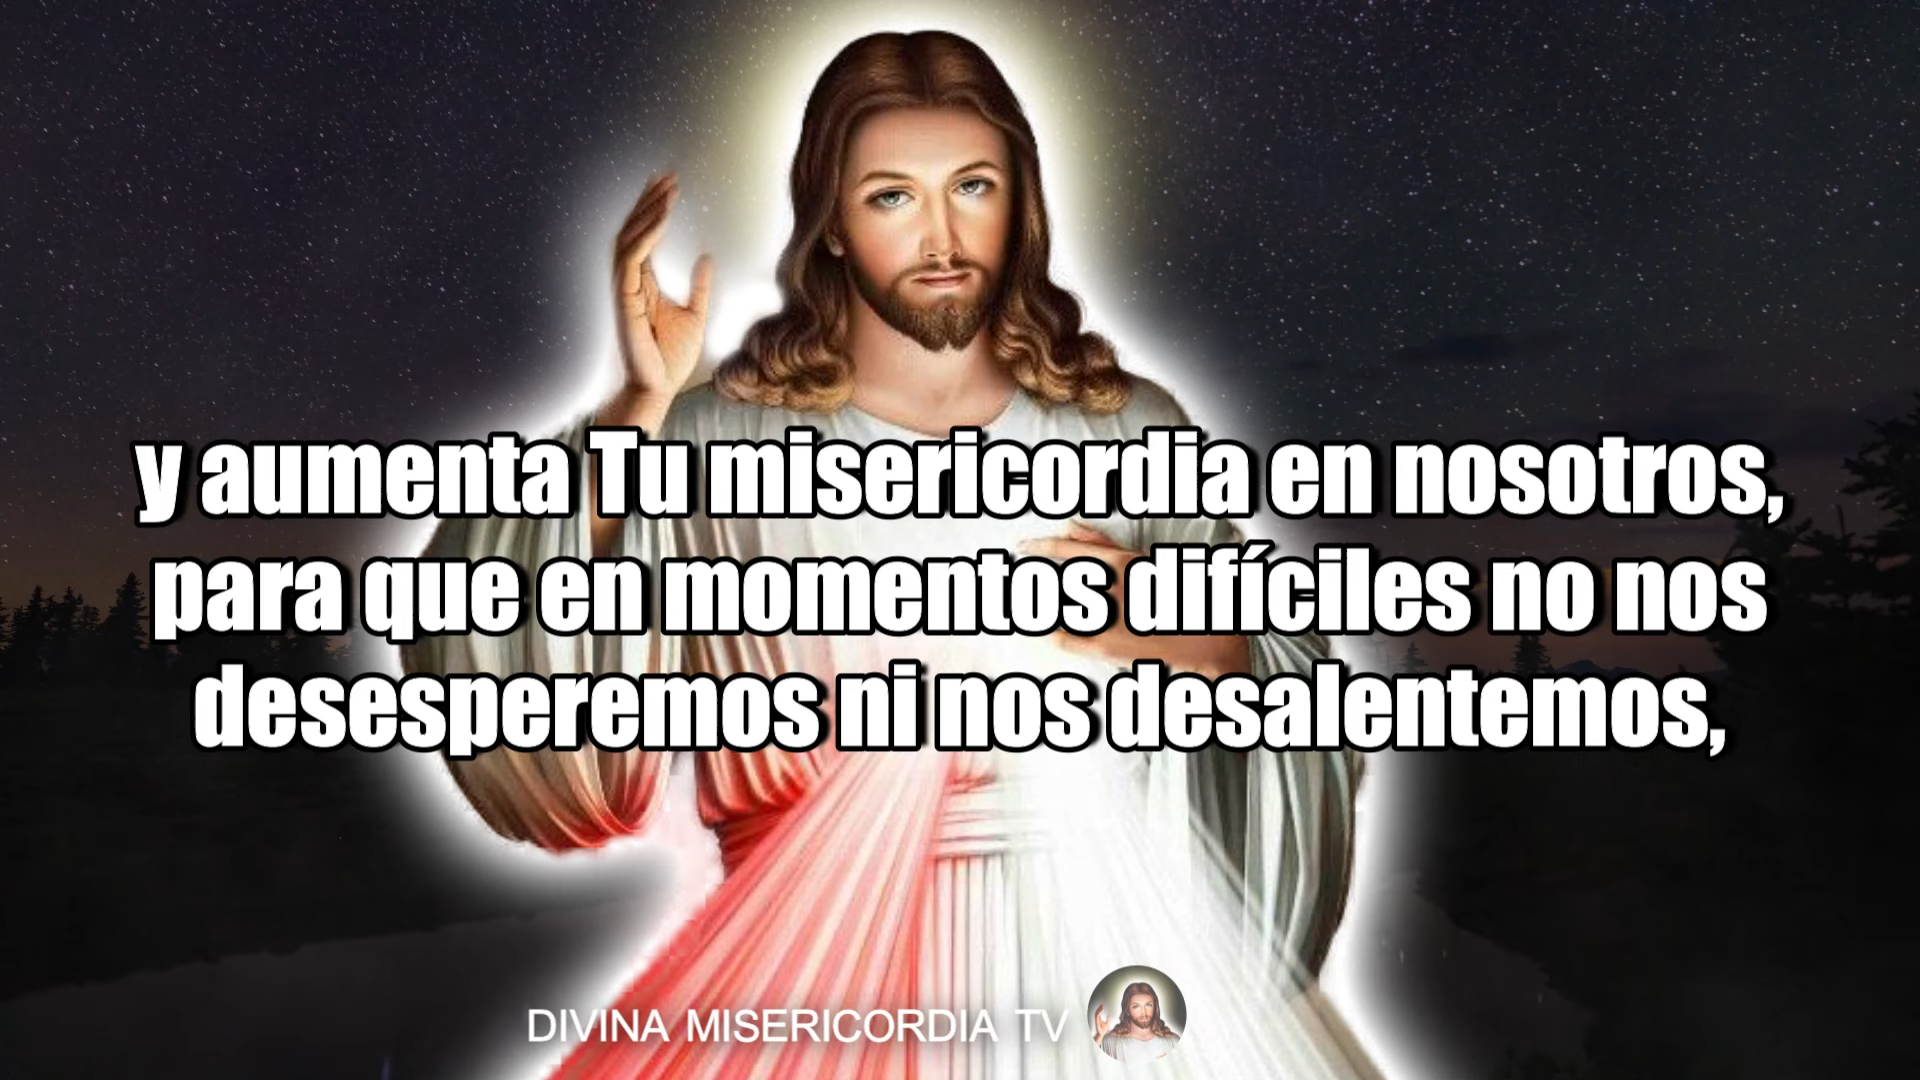 y aumenta Tu misericordia en nosotros,
para que en momentos difíciles no nos
desesperemos ni nos desalentemos,
DIVINA MISERICORDIA TV